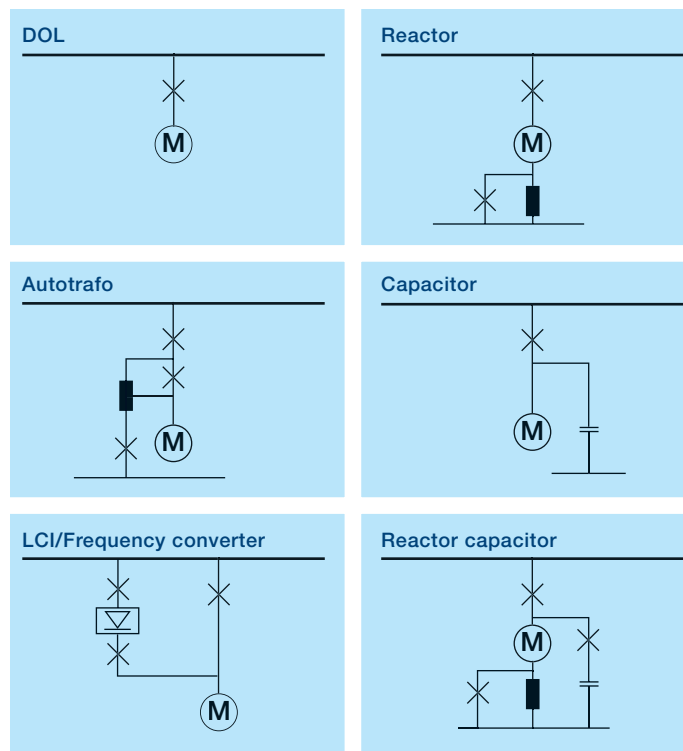 DOL
M
Reactor
M
Autotrafo
M
Capacitor
M
LCI/Frequency converter
M
Reactor capacitor
M